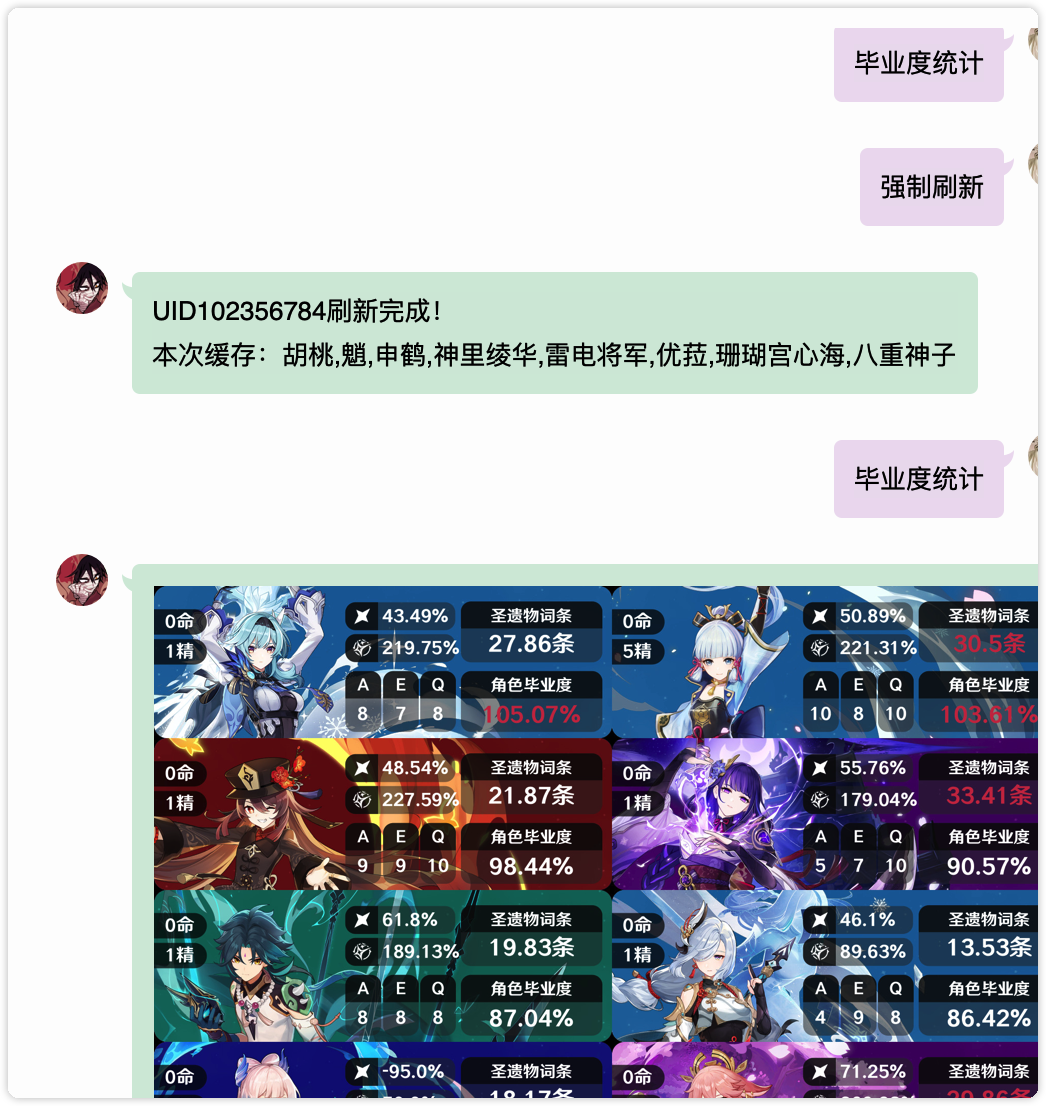 毕业度统计
强制刷新
UID102356784刷新完成！
本次缓存：胡桃,魈,申鹤,神里绫华,雷电将军,优菈,珊瑚宫心海,八重神子
毕业度统计
0命
1精
43.49%
219.75%
A E Q
8 7 8
圣遗物词条
27.86条
角色毕业度
105.07%
0命
5精
50.89%
221.31%
A E Q
10 8 10
圣遗物词条
30.5条
角色毕业度
103.61%
0命
1精
48.54%
227.59%
A E Q
9 9 10
圣遗物词条
21.87条
角色毕业度
98.44%
0命
1精
55.76%
179.04%
A E Q
5 7 10
圣遗物词条
33.41条
角色毕业度
90.57%
0命
1精
61.8%
189.13%
A E Q
8 8 8
圣遗物词条
19.83条
角色毕业度
87.04%
0命
1精
46.1%
89.63%
A E Q
4 9 8
圣遗物词条
13.53条
角色毕业度
86.42%
0命
-95.0%
圣遗物词条
18.17条
0命
71.25%
圣遗物词条
29.86条